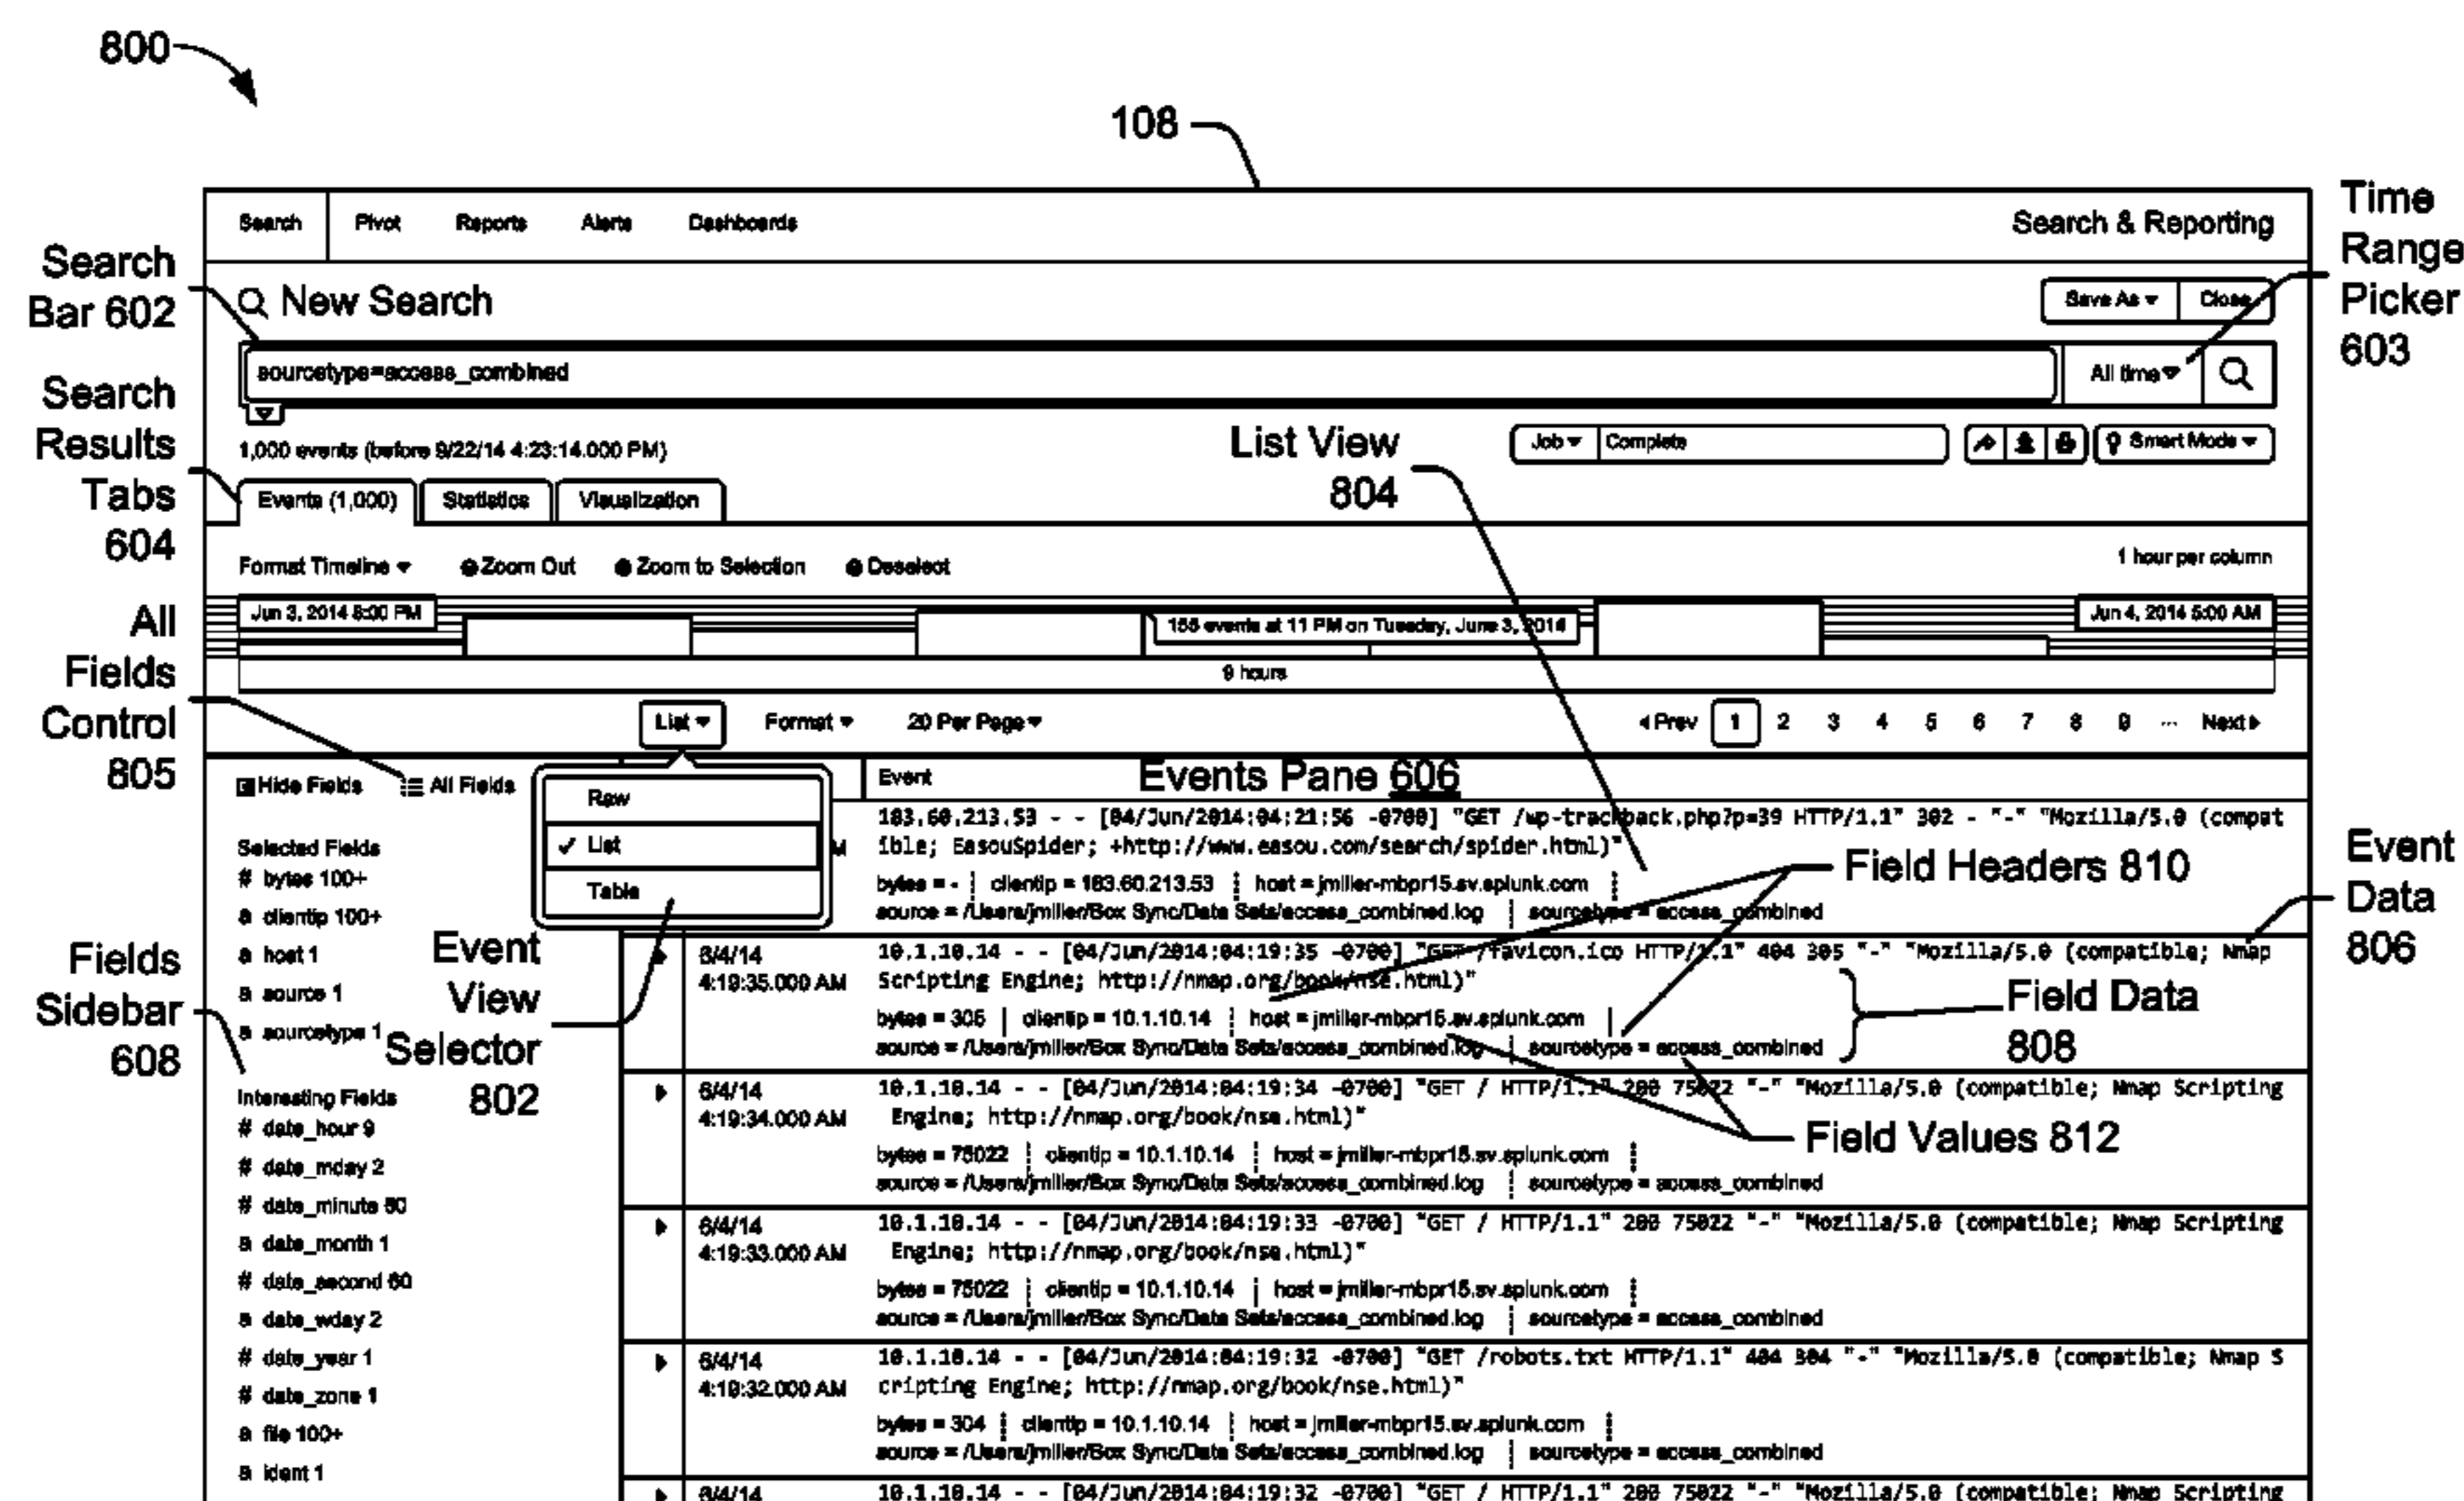 800
108
Search Pivot Reports Alerts Dashboards Search & Reporting
Time Range Picker 603
Search Bar 602
New Search Save As Close
sourcetype=access_combined All time
Search Results Tabs 604
1,000 events (before 9/22/14 4:23:14.000 PM)
List View 804
Job Complete Smart Mode
Events (1,000) Statistics Visualization
Format Timeline Zoom Out Zoom to Selection Deselect 1 hour per column
Jun 3, 2014 8:00 PM 155 events at 11 PM on Tuesday, June 3, 2014 Jun 4, 2014 5:00 AM
9 hours
All Fields Control 805
List Format 20 Per Page Prev 1 2 3 4 5 6 7 8 9 ... Next
Hide Fields All Fields
Raw
List
Table
Event Events Pane 606
183.60.213.53 - - [04/Jun/2014:04:21:56 -0700] "GET /wp-trackback.php?p=39 HTTP/1.1" 302 - "-" "Mozilla/5.0 (compat
M ible; EasouSpider; +http://www.easou.com/search/spider.html)"
bytes = - clientip = 183.60.213.53 host = jmiller-mbpr15.sv.splunk.com
source = /Users/jmiller/Box Sync/Data Sets/access_combined.log sourcetype = access_combined
Field Headers 810
Event Data 806
Selected Fields
# bytes 100+
a clientip 100+
a host 1
a source 1
a sourcetype 1
Fields Sidebar 608
Event View Selector 802
6/4/14 10.1.10.14 - - [04/Jun/2014:04:19:35 -0700] "GET /favicon.ico HTTP/1.1" 404 305 "-" "Mozilla/5.0 (compatible; Nmap
4:19:35.000 AM Scripting Engine; http://nmap.org/book/nse.html)"
bytes = 305 clientip = 10.1.10.14 host = jmiller-mbpr15.sv.splunk.com
source = /Users/jmiller/Box Sync/Data Sets/access_combined.log sourcetype = access_combined
Field Data 808
Interesting Fields
# date_hour 9
# date_mday 2
# date_minute 60
a date_month 1
# date_second 60
a date_wday 2
# date_year 1
# date_zone 1
a file 100+
a ident 1
6/4/14 10.1.10.14 - - [04/Jun/2014:04:19:34 -0700] "GET / HTTP/1.1" 200 75022 "-" "Mozilla/5.0 (compatible; Nmap Scripting
4:19:34.000 AM Engine; http://nmap.org/book/nse.html)"
Field Values 812
bytes = 75022 clientip = 10.1.10.14 host = jmiller-mbpr15.sv.splunk.com
source = /Users/jmiller/Box Sync/Data Sets/access_combined.log sourcetype = access_combined
6/4/14 10.1.10.14 - - [04/Jun/2014:04:19:33 -0700] "GET / HTTP/1.1" 200 75022 "-" "Mozilla/5.0 (compatible; Nmap Scripting
4:19:33.000 AM Engine; http://nmap.org/book/nse.html)"
bytes = 75022 clientip = 10.1.10.14 host = jmiller-mbpr15.sv.splunk.com
source = /Users/jmiller/Box Sync/Data Sets/access_combined.log sourcetype = access_combined
6/4/14 10.1.10.14 - - [04/Jun/2014:04:19:32 -0700] "GET /robots.txt HTTP/1.1" 404 304 "-" "Mozilla/5.0 (compatible; Nmap S
4:19:32.000 AM cripting Engine; http://nmap.org/book/nse.html)"
bytes = 304 clientip = 10.1.10.14 host = jmiller-mbpr15.sv.splunk.com
source = /Users/jmiller/Box Sync/Data Sets/access_combined.log sourcetype = access_combined
6/4/14 10.1.10.14 - - [04/Jun/2014:04:19:32 -0700] "GET / HTTP/1.1" 200 75022 "-" "Mozilla/5.0 (compatible; Nmap Scripting